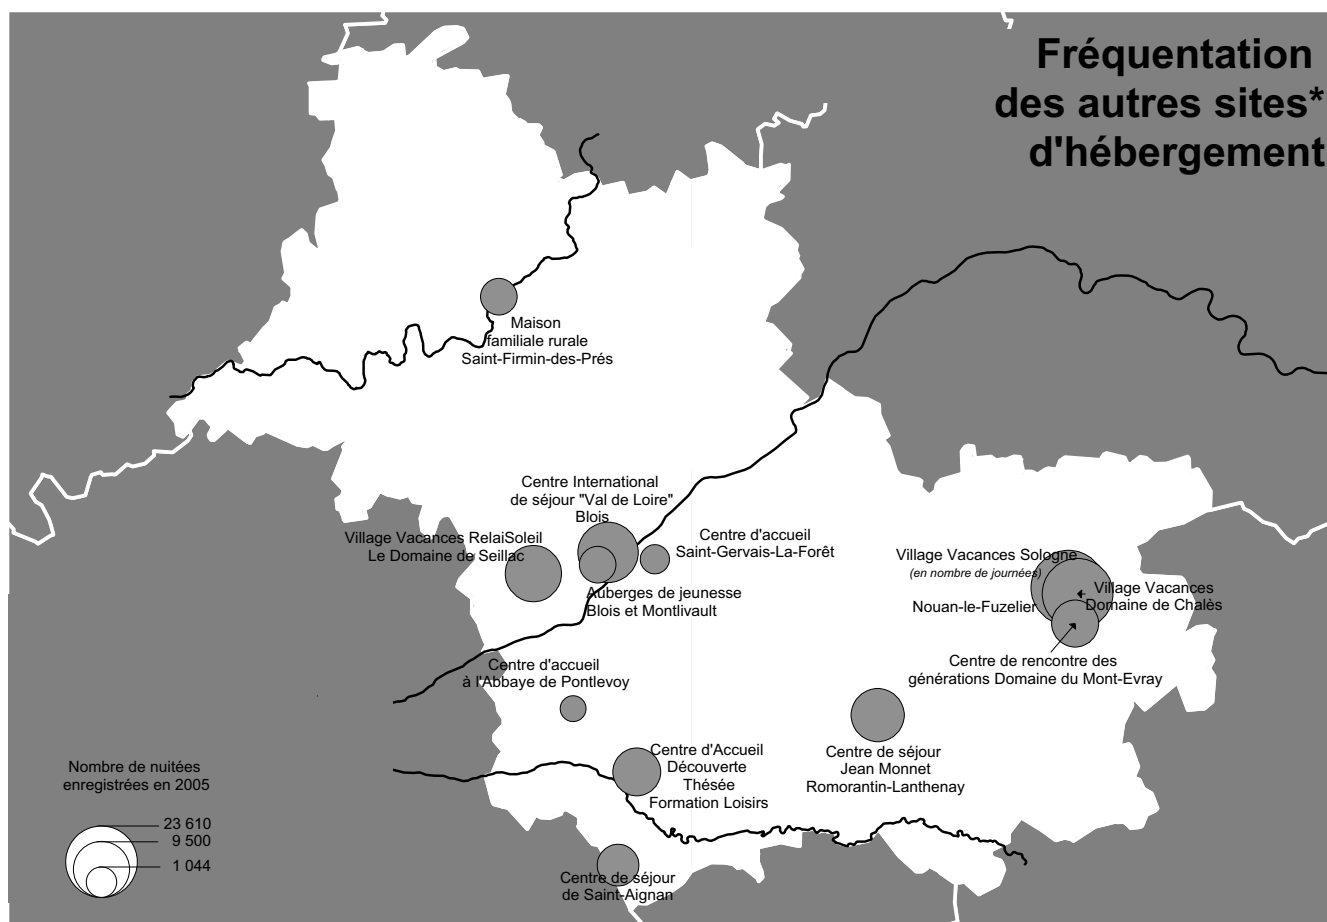 Fréquentation
des autres sites*
d'hébergement
Maison
familiale rurale
Saint-Firmin-des-Prés
Centre International
de séjour "Val de Loire"
Blois
Village Vacances RelaiSoleil
Le Domaine de Seillac
Centre d'accueil
Saint-Gervais-La-Forêt
Auberges de jeunesse
Blois et Montlivault
Village Vacances Sologne
(en nombre de journées)
Nouan-le-Fuzelier
Village Vacances
Domaine de Chalès
Centre de rencontre des
générations Domaine du Mont-Evray
Centre d'accueil
à l'Abbaye de Pontlevoy
Centre d'Accueil
Découverte
Thésée
Formation Loisirs
Centre de séjour
Jean Monnet
Romorantin-Lanthenay
Centre de séjour
de Saint-Aignan
Nombre de nuitées
enregistrées en 2005
23 610
9 500
1 044